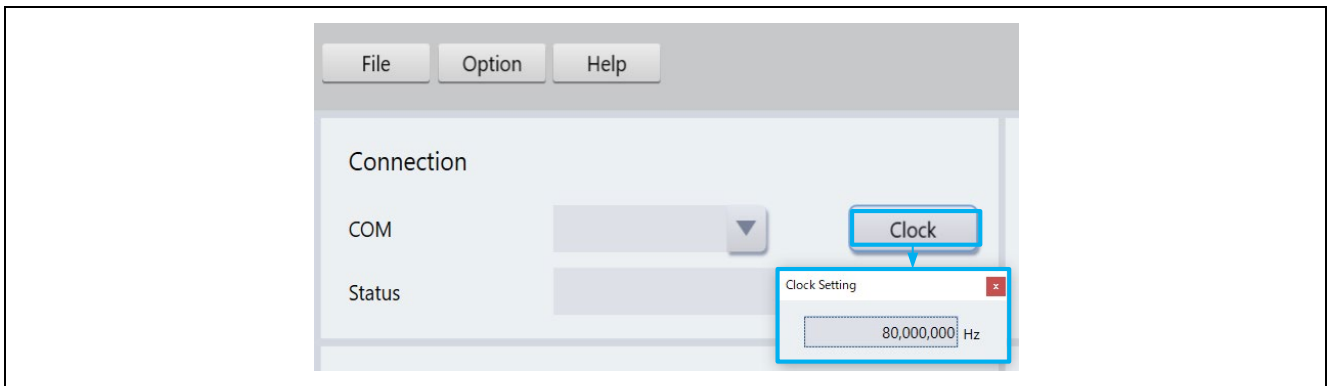 File Option Help
Connection
COM Clock
Status
Clock Setting x
80,000,000 Hz